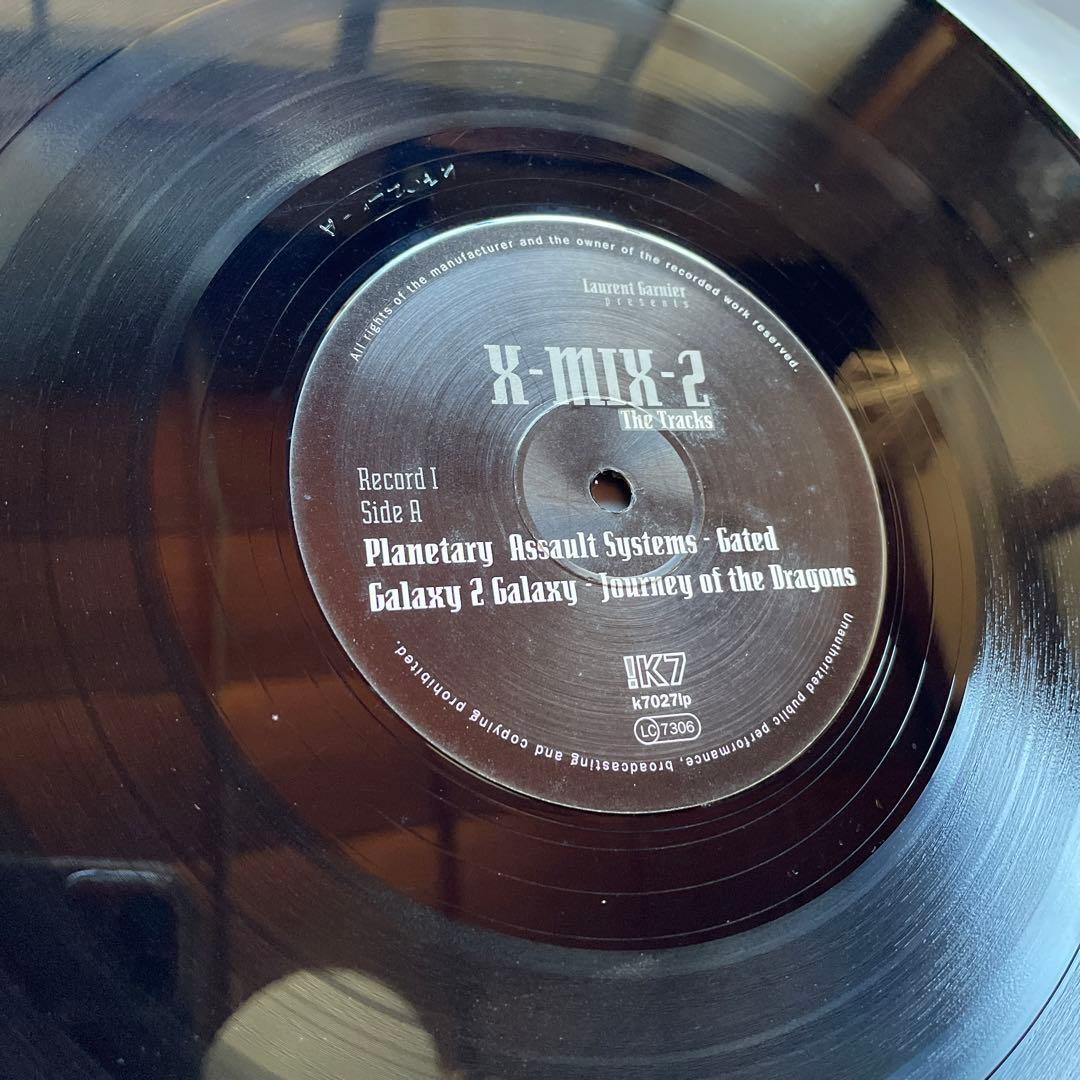 All rights of the manufacturer and the owner of the recorded work reserved.
Laurent Garnier
presents
X-MIX-2
The Tracks
Record I
Side A
Planetary Assault Systems - Gated
Galaxy 2 Galaxy - Journey of the Dragons
!K7
k7027lp
LC 7306
Unauthorized public performance, broadcasting and copying prohibited.